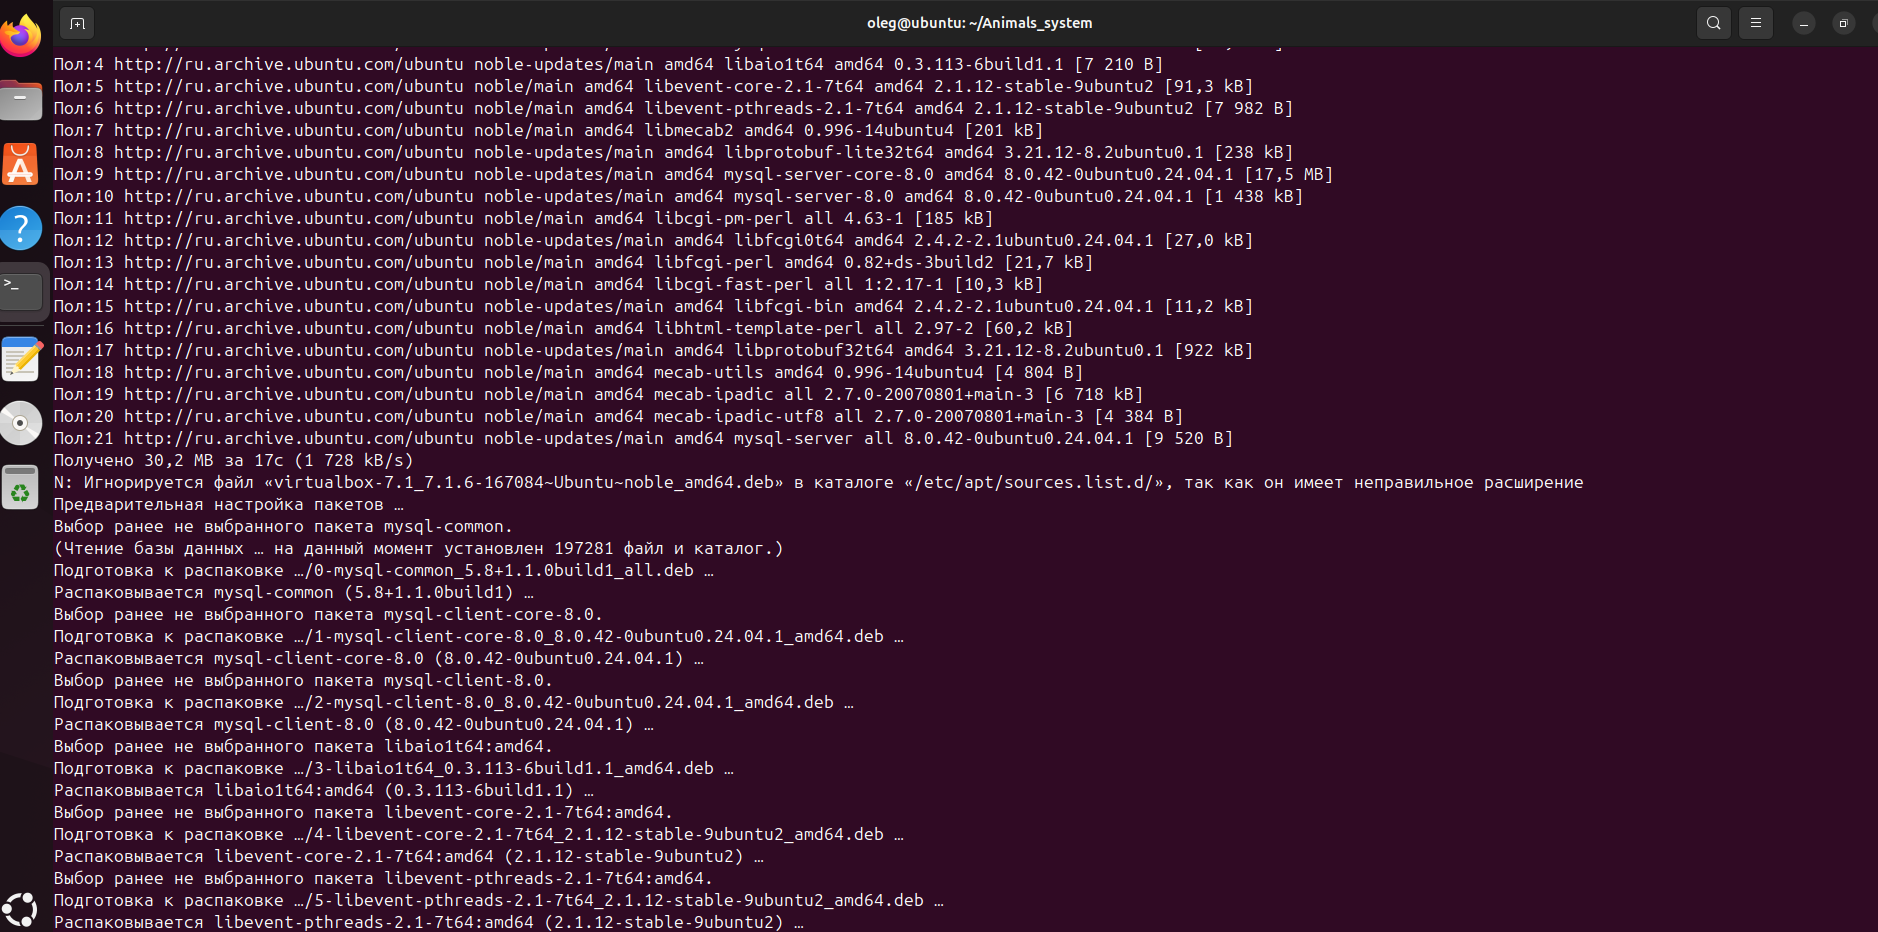 oleg@ubuntu: ~/Animals_system
Пол:4 http://ru.archive.ubuntu.com/ubuntu noble-updates/main amd64 libaio1t64 amd64 0.3.113-6build1.1 [7 210 B]
Пол:5 http://ru.archive.ubuntu.com/ubuntu noble/main amd64 libevent-core-2.1-7t64 amd64 2.1.12-stable-9ubuntu2 [91,3 kB]
Пол:6 http://ru.archive.ubuntu.com/ubuntu noble/main amd64 libevent-pthreads-2.1-7t64 amd64 2.1.12-stable-9ubuntu2 [7 982 B]
Пол:7 http://ru.archive.ubuntu.com/ubuntu noble/main amd64 libmecab2 amd64 0.996-14ubuntu4 [201 kB]
Пол:8 http://ru.archive.ubuntu.com/ubuntu noble-updates/main amd64 libprotobuf-lite32t64 amd64 3.21.12-8.2ubuntu0.1 [238 kB]
Пол:9 http://ru.archive.ubuntu.com/ubuntu noble-updates/main amd64 mysql-server-core-8.0 amd64 8.0.42-0ubuntu0.24.04.1 [17,5 MB]
Пол:10 http://ru.archive.ubuntu.com/ubuntu noble-updates/main amd64 mysql-server-8.0 amd64 8.0.42-0ubuntu0.24.04.1 [1 438 kB]
Пол:11 http://ru.archive.ubuntu.com/ubuntu noble/main amd64 libcgi-pm-perl all 4.63-1 [185 kB]
Пол:12 http://ru.archive.ubuntu.com/ubuntu noble-updates/main amd64 libfcgi0t64 amd64 2.4.2-2.1ubuntu0.24.04.1 [27,0 kB]
Пол:13 http://ru.archive.ubuntu.com/ubuntu noble/main amd64 libfcgi-perl amd64 0.82+ds-3build2 [21,7 kB]
Пол:14 http://ru.archive.ubuntu.com/ubuntu noble/main amd64 libcgi-fast-perl all 1:2.17-1 [10,3 kB]
Пол:15 http://ru.archive.ubuntu.com/ubuntu noble-updates/main amd64 libfcgi-bin amd64 2.4.2-2.1ubuntu0.24.04.1 [11,2 kB]
Пол:16 http://ru.archive.ubuntu.com/ubuntu noble/main amd64 libhtml-template-perl all 2.97-2 [60,2 kB]
Пол:17 http://ru.archive.ubuntu.com/ubuntu noble-updates/main amd64 libprotobuf32t64 amd64 3.21.12-8.2ubuntu0.1 [922 kB]
Пол:18 http://ru.archive.ubuntu.com/ubuntu noble/main amd64 mecab-utils amd64 0.996-14ubuntu4 [4 804 B]
Пол:19 http://ru.archive.ubuntu.com/ubuntu noble/main amd64 mecab-ipadic all 2.7.0-20070801+main-3 [6 718 kB]
Пол:20 http://ru.archive.ubuntu.com/ubuntu noble/main amd64 mecab-ipadic-utf8 all 2.7.0-20070801+main-3 [4 384 B]
Пол:21 http://ru.archive.ubuntu.com/ubuntu noble-updates/main amd64 mysql-server all 8.0.42-0ubuntu0.24.04.1 [9 520 B]
Получено 30,2 MB за 17с (1 728 kB/s)
N: Игнорируется файл «virtualbox-7.1_7.1.6-167084~Ubuntu~noble_amd64.deb» в каталоге «/etc/apt/sources.list.d/», так как он имеет неправильное расширение
Предварительная настройка пакетов …
Выбор ранее не выбранного пакета mysql-common.
(Чтение базы данных … на данный момент установлен 197281 файл и каталог.)
Подготовка к распаковке …/0-mysql-common_5.8+1.1.0build1_all.deb …
Распаковывается mysql-common (5.8+1.1.0build1) …
Выбор ранее не выбранного пакета mysql-client-core-8.0.
Подготовка к распаковке …/1-mysql-client-core-8.0_8.0.42-0ubuntu0.24.04.1_amd64.deb …
Распаковывается mysql-client-core-8.0 (8.0.42-0ubuntu0.24.04.1) …
Выбор ранее не выбранного пакета mysql-client-8.0.
Подготовка к распаковке …/2-mysql-client-8.0_8.0.42-0ubuntu0.24.04.1_amd64.deb …
Распаковывается mysql-client-8.0 (8.0.42-0ubuntu0.24.04.1) …
Выбор ранее не выбранного пакета libaio1t64:amd64.
Подготовка к распаковке …/3-libaio1t64_0.3.113-6build1.1_amd64.deb …
Распаковывается libaio1t64:amd64 (0.3.113-6build1.1) …
Выбор ранее не выбранного пакета libevent-core-2.1-7t64:amd64.
Подготовка к распаковке …/4-libevent-core-2.1-7t64_2.1.12-stable-9ubuntu2_amd64.deb …
Распаковывается libevent-core-2.1-7t64:amd64 (2.1.12-stable-9ubuntu2) …
Выбор ранее не выбранного пакета libevent-pthreads-2.1-7t64:amd64.
Подготовка к распаковке …/5-libevent-pthreads-2.1-7t64_2.1.12-stable-9ubuntu2_amd64.deb …
Распаковывается libevent-pthreads-2.1-7t64:amd64 (2.1.12-stable-9ubuntu2) …